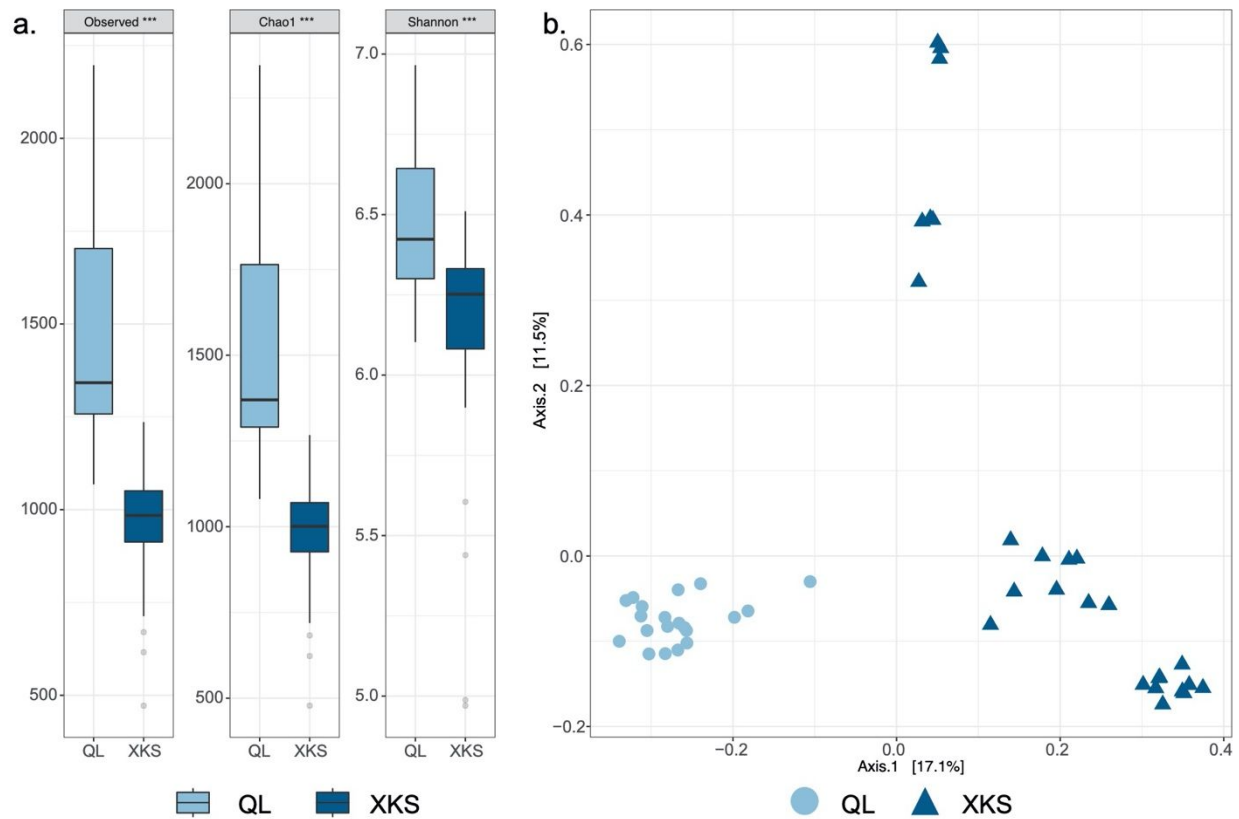 a.
Observed ***
Chao1 ***
Shannon ***
2000
1500
1000
500
2000
1500
1000
500
7.0
6.5
6.0
5.5
5.0
QL XKS
QL XKS
QL XKS
QL XKS
b.
Axis.2 [11.5%]
0.6
0.4
0.2
0.0
−0.2
−0.2 0.0 0.2 0.4
Axis.1 [17.1%]
QL XKS